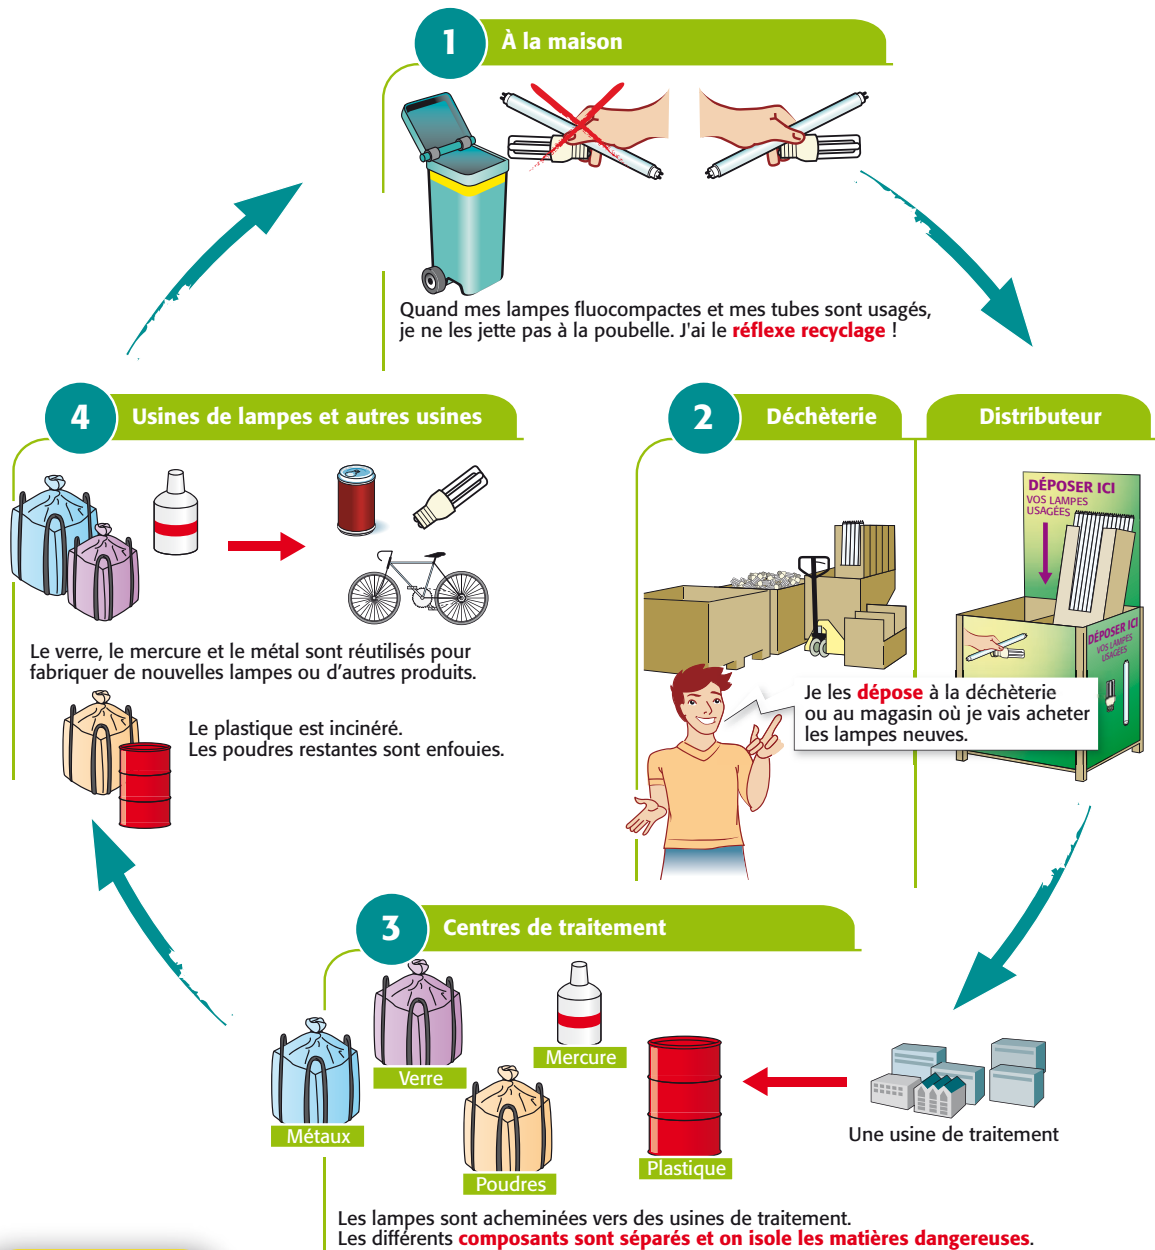 1
À la maison
Quand mes lampes fluocompactes et mes tubes sont usagés,
je ne les jette pas à la poubelle. J'ai le réflexe recyclage !
2
Déchèterie
Distributeur
DÉPOSER ICI
VOS LAMPES
USAGÉES
DÉPOSER ICI
VOS LAMPES
USAGÉES
Je les dépose à la déchèterie
ou au magasin où je vais acheter
les lampes neuves.
3
Centres de traitement
Métaux
Verre
Poudres
Mercure
Plastique
Une usine de traitement
Les lampes sont acheminées vers des usines de traitement.
Les différents composants sont séparés et on isole les matières dangereuses.
4
Usines de lampes et autres usines
Le verre, le mercure et le métal sont réutilisés pour
fabriquer de nouvelles lampes ou d'autres produits.
Le plastique est incinéré.
Les poudres restantes sont enfouies.